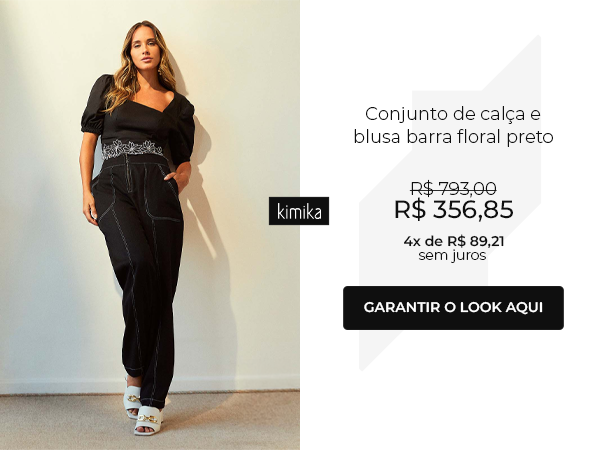 kimika
Conjunto de calça e
blusa barra floral preto
R$ 793,00
R$ 356,85
4x de R$ 89,21
sem juros
GARANTIR O LOOK AQUI